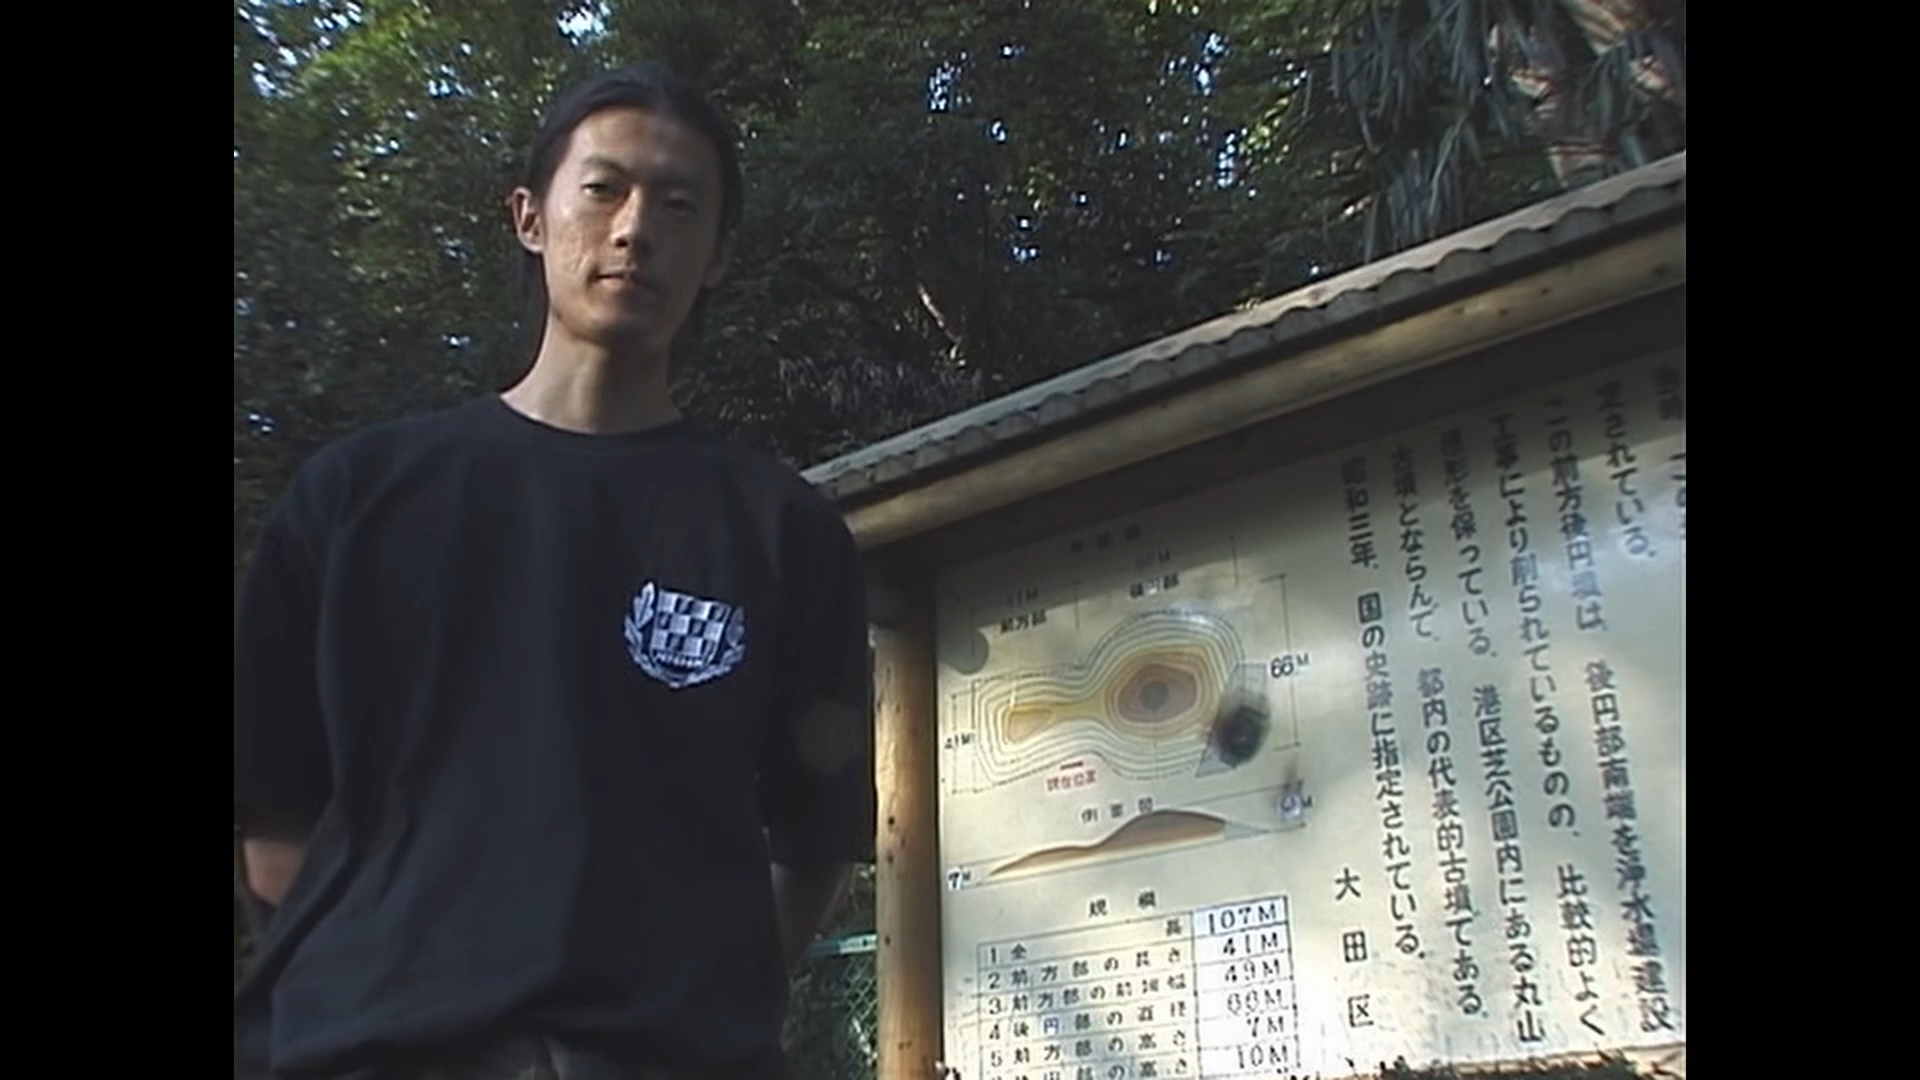 定されている。
この前方後円墳は、後円部南端を浄水場建設
工事により削られているものの、比較的よく
墳形を保っている。港区芝公園内にある丸山
古墳とならんで、都内の代表的古墳である
昭和三年、国の史跡に指定されている。
大田区
前方部
後円部
66M
41M
現在位置
側面図
7M
規模
1 全長 107M
2 前方部の長さ 41M
3 前方部の前面幅 49M
4 後円部の直径 66M
5 前方部の高さ 7M
後円部の高さ 10M